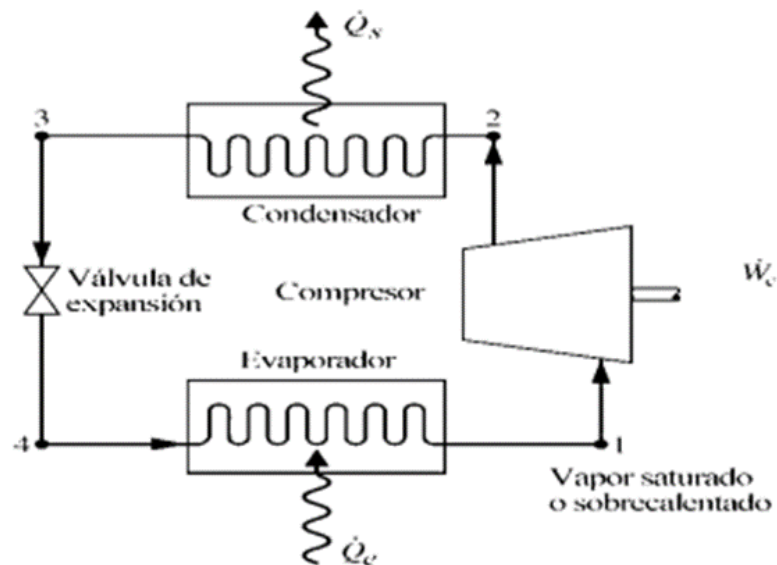 Q̇s
3
2
Condensador
Válvula de
expansión
Compresor
Ẇc
Evaporador
4
1
Vapor saturado
o sobrecalentado
Q̇e